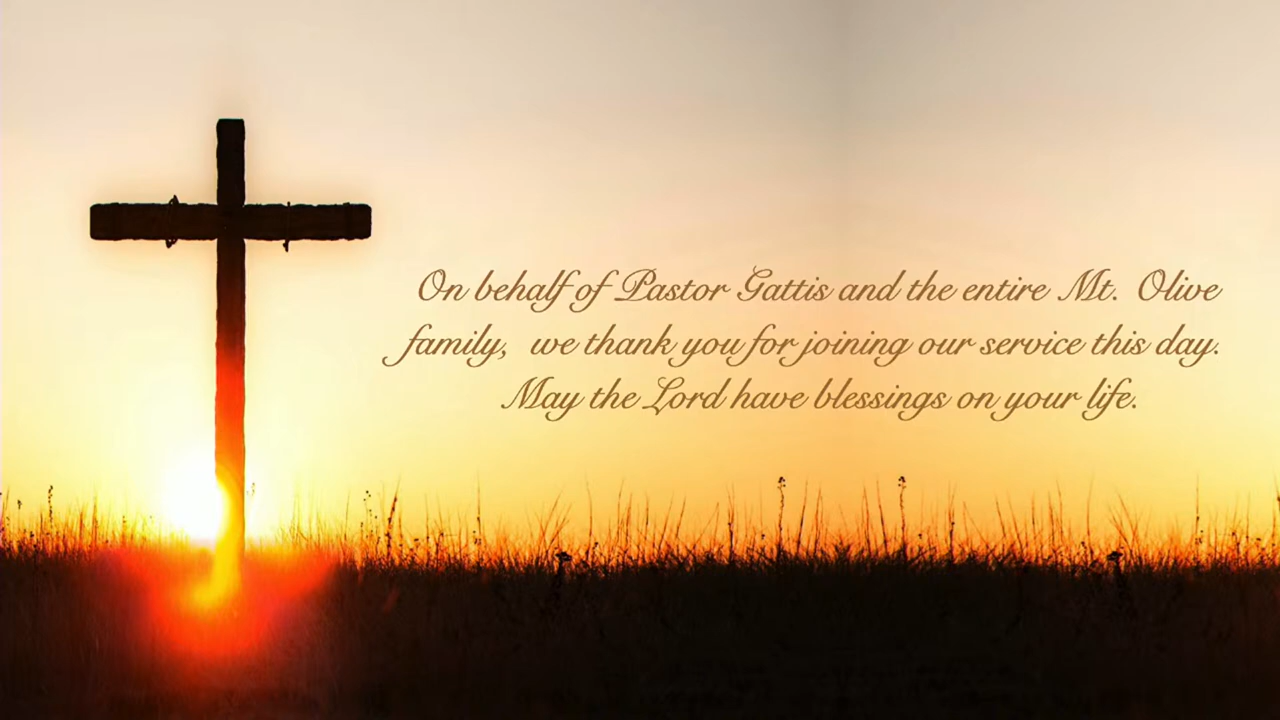 On behalf of Pastor Gattis and the entire Mt. Olive
family, we thank you for joining our service this day.
May the Lord have blessings on your life.